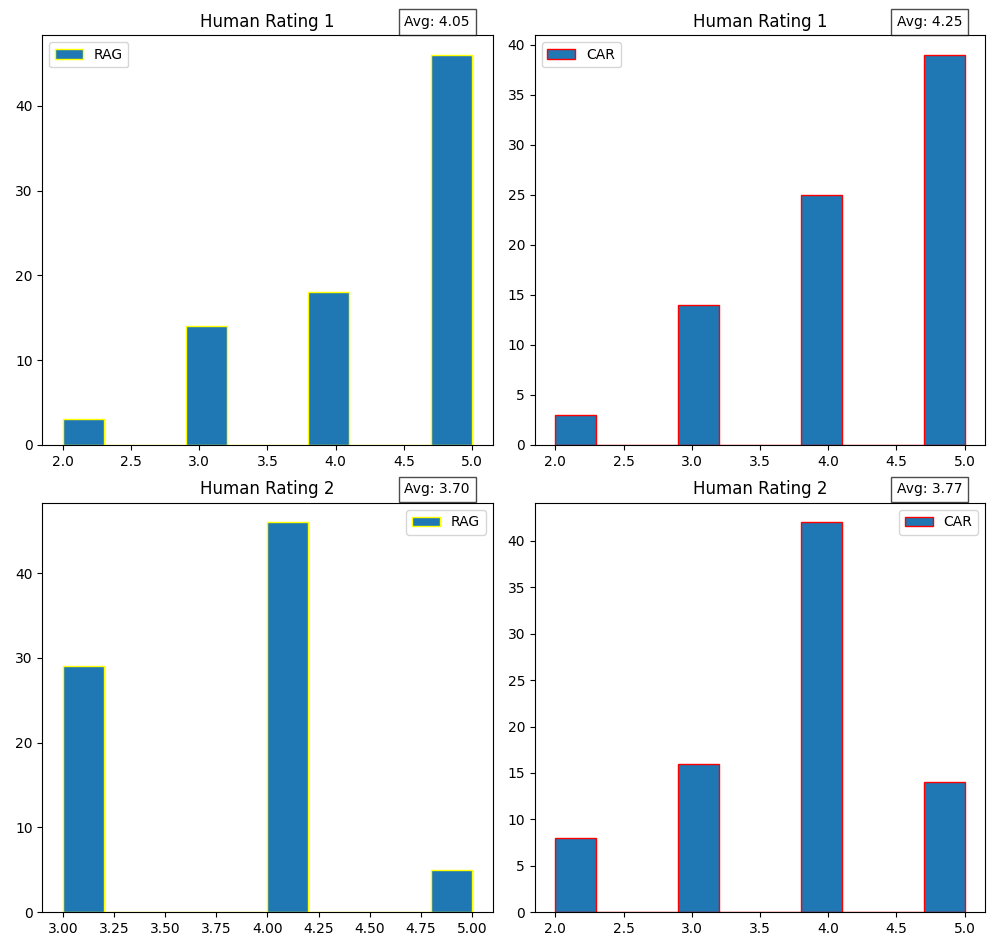 Human Rating 1
Avg: 4.05
RAG
40
30
20
10
0
2.0 2.5 3.0 3.5 4.0 4.5 5.0
Human Rating 1
Avg: 4.25
CAR
40
35
30
25
20
15
10
5
0
2.0 2.5 3.0 3.5 4.0 4.5 5.0
Human Rating 2
Avg: 3.70
RAG
40
30
20
10
0
3.00 3.25 3.50 3.75 4.00 4.25 4.50 4.75 5.00
Human Rating 2
Avg: 3.77
CAR
40
35
30
25
20
15
10
5
0
2.0 2.5 3.0 3.5 4.0 4.5 5.0